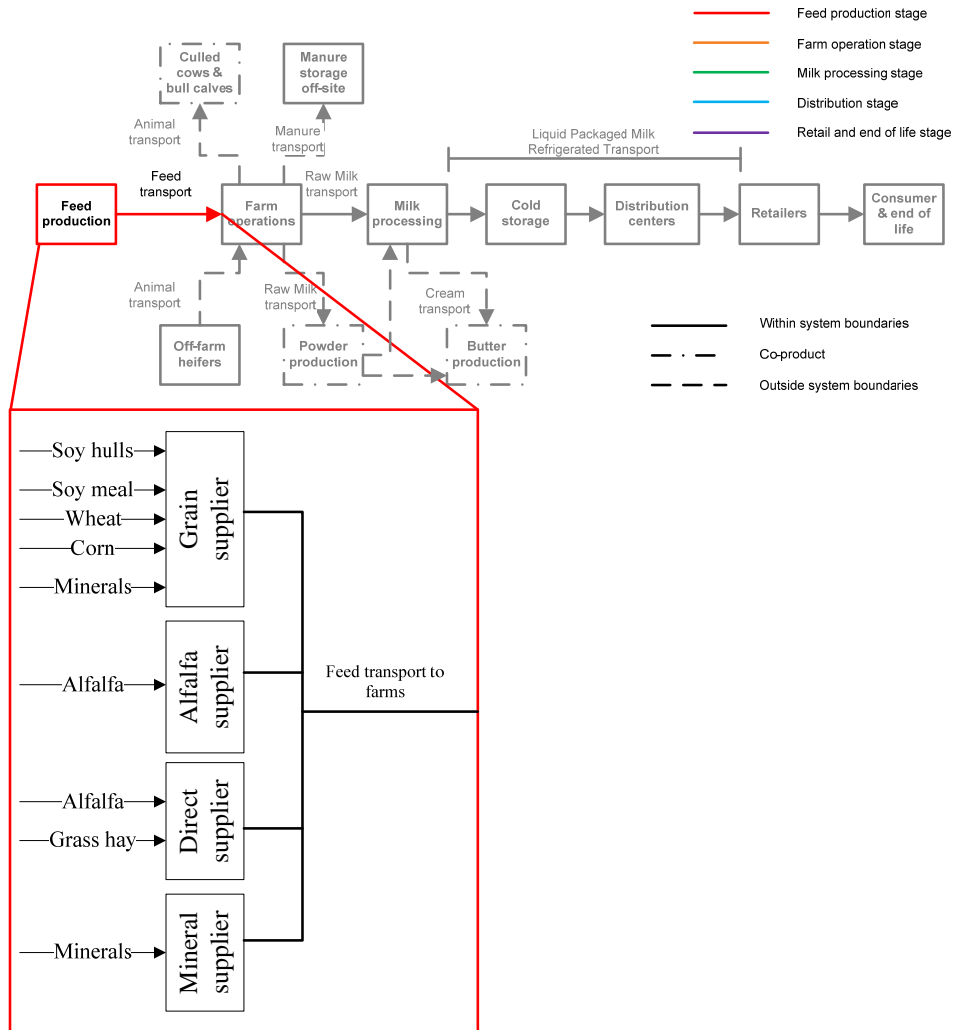 Feed production stage
Farm operation stage
Milk processing stage
Distribution stage
Retail and end of life stage
Culled
cows &
bull calves
Manure
storage
off-site
Animal
transport
Manure
transport
Liquid Packaged Milk
Refrigerated Transport
Feed
transport
Raw Milk
transport
Feed
production
Farm
operations
Milk
processing
Cold
storage
Distribution
centers
Retailers
Consumer
& end of
life
Animal
transport
Raw Milk
transport
Cream
transport
Off-farm
heifers
Powder
production
Butter
production
Within system boundaries
Co-product
Outside system boundaries
Soy hulls
Soy meal
Wheat
Corn
Minerals
Grain
supplier
Alfalfa
Alfalfa
supplier
Feed transport to
farms
Alfalfa
Grass hay
Direct
supplier
Minerals
Mineral
supplier